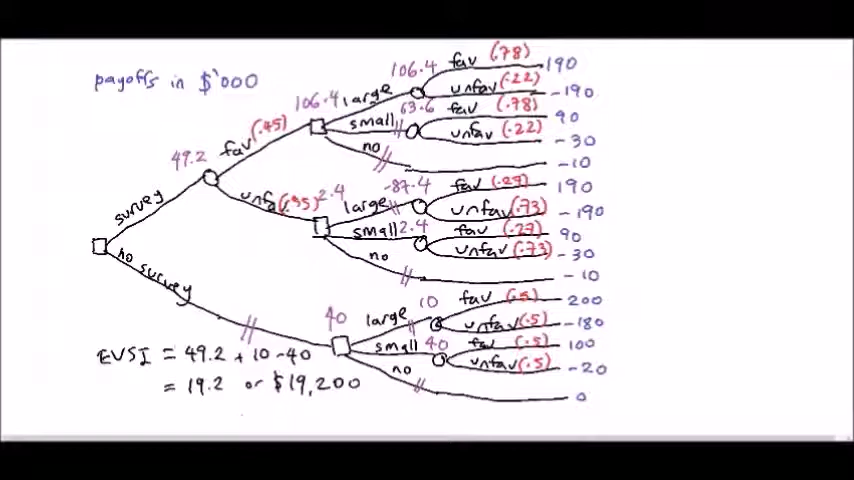 payoffs in $'000
survey
no survey
49.2
fav (.45)
unfav
106.4
large
106.4
fav (.78) 190
unfav (.22) -190
small
63.6
fav (.78) 90
unfav (.22) -30
no
-10
2.4
large
-87.4
fav (.27) 190
unfav (.73) -190
small
2.4
fav (.27) 90
unfav (.73) -30
no
-10
40
large
10
fav (.5) 200
unfav (.5) -180
small
40
fav (.5) 100
unfav (.5) -20
no
0
EVSI = 49.2 + 10 -40
= 19.2 or $19,200